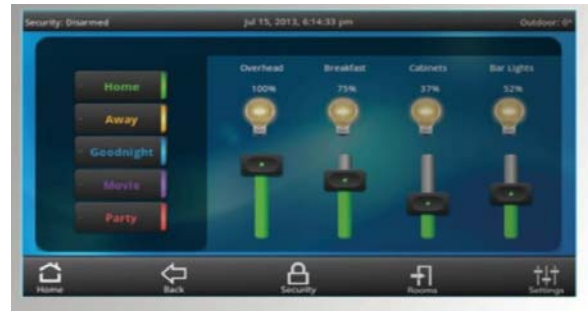 Security: Disarmed
Jul 15, 2013, 6:14:33 pm
Outdoor: 0°
Home
Away
Goodnight
Movie
Party
Overhead
Breakfast
Cabinets
Bar Lights
100%
75%
37%
52%
Home
Back
Security
Rooms
Settings